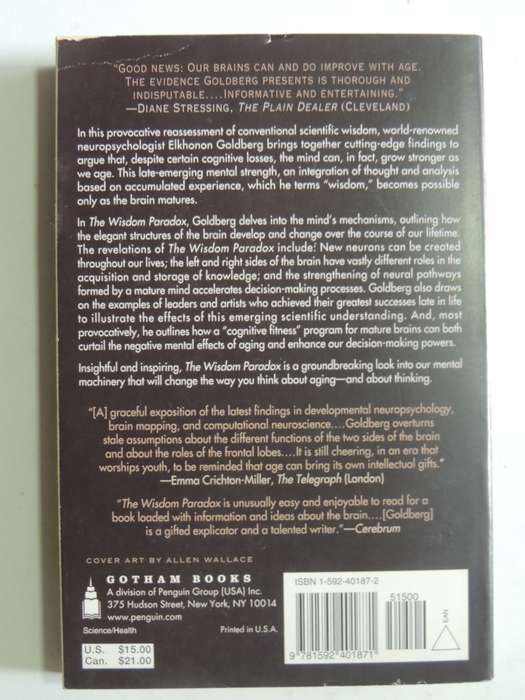 "GOOD NEWS: OUR BRAINS CAN AND DO IMPROVE WITH AGE.
THE EVIDENCE GOLDBERG PRESENTS IS THOROUGH AND
INDISPUTABLE....INFORMATIVE AND ENTERTAINING."
—DIANE STRESSING, THE PLAIN DEALER (CLEVELAND)
In this provocative reassessment of conventional scientific wisdom, world-renowned
neuropsychologist Elkhonon Goldberg brings together cutting-edge findings to
argue that, despite certain cognitive losses, the mind can, in fact, grow stronger as
we age. This late-emerging mental strength, an integration of thought and analysis
based on accumulated experience, which he terms "wisdom," becomes possible
only as the brain matures.
In The Wisdom Paradox, Goldberg delves into the mind's mechanisms, outlining how
the elegant structures of the brain develop and change over the course of our lifetime.
The revelations of The Wisdom Paradox include: New neurons can be created
throughout our lives; the left and right sides of the brain have vastly different roles in the
acquisition and storage of knowledge; and the strengthening of neural pathways
formed by a mature mind accelerates decision-making processes. Goldberg also draws
on the examples of leaders and artists who achieved their greatest successes late in life
to illustrate the effects of this emerging scientific understanding. And, most
provocatively, he outlines how a "cognitive fitness" program for mature brains can both
curtail the negative mental effects of aging and enhance our decision-making powers.
Insightful and inspiring, The Wisdom Paradox is a groundbreaking look into our mental
machinery that will change the way you think about aging—and about thinking.
"[A] graceful exposition of the latest findings in developmental neuropsychology,
brain mapping, and computational neuroscience....Goldberg overturns
stale assumptions about the different functions of the two sides of the brain
and about the roles of the frontal lobes....It is still cheering, in an era that
worships youth, to be reminded that age can bring its own intellectual gifts."
—Emma Crichton-Miller, The Telegraph (London)
"The Wisdom Paradox is unusually easy and enjoyable to read for a
book loaded with information and ideas about the brain....[Goldberg]
is a gifted explicator and a talented writer."—Cerebrum
COVER ART BY ALLEN WALLACE
GOTHAM BOOKS
A division of Penguin Group (USA) Inc.
375 Hudson Street, New York, NY 10014
www.penguin.com
Science/Health
Printed in U.S.A.
U.S. $15.00
Can. $21.00
ISBN 1-592-40187-2
51500
EAN
9 781592 401871